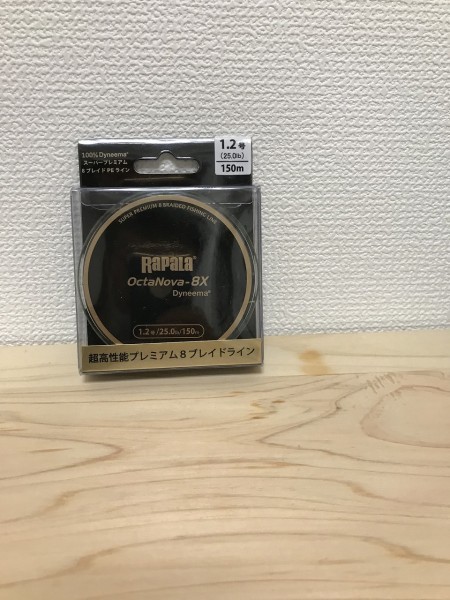 100% Dyneema®
スーパープレミアム
8ブレイドPEライン
1.2号
(25.0lb)
150m
SUPER PREMIUM 8 BRAIDED FISHING LINE
RAPALA
OctaNova-8X
Dyneema®
1.2号/25.0lb/150m
超高性能プレミアム8ブレイドライン